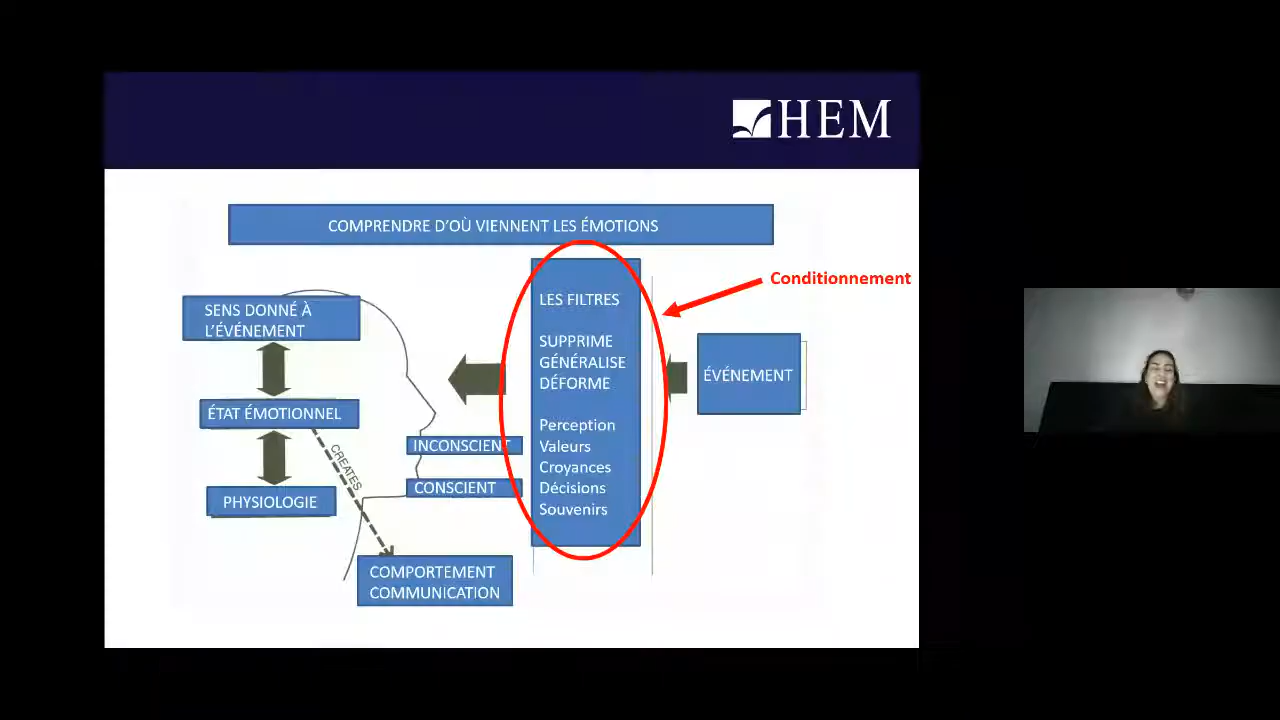 HEM
COMPRENDRE D'OÙ VIENNENT LES ÉMOTIONS
Conditionnement
SENS DONNÉ À
L'ÉVÉNEMENT
ÉTAT ÉMOTIONNEL
PHYSIOLOGIE
CREATES
COMPORTEMENT
COMMUNICATION
INCONSCIENT
CONSCIENT
LES FILTRES
SUPPRIME
GÉNÉRALISE
DÉFORME
Perception
Valeurs
Croyances
Décisions
Souvenirs
ÉVÉNEMENT